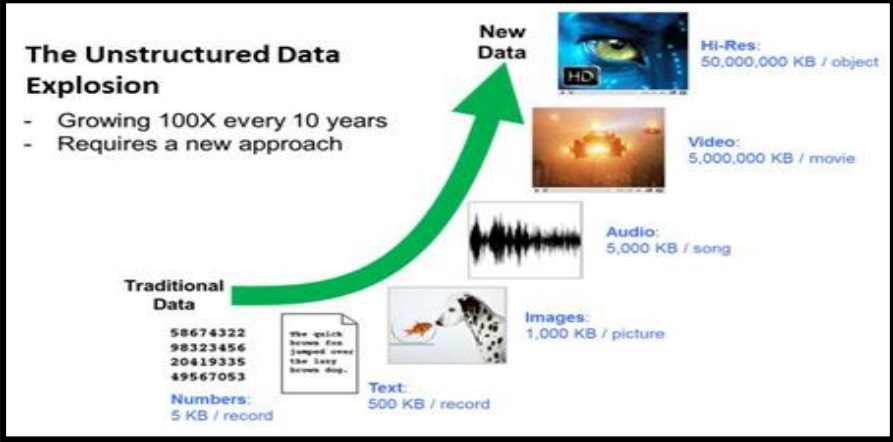 The Unstructured Data
Explosion
- Growing 100X every 10 years
- Requires a new approach
New
Data
HD
Hi-Res:
50,000,000 KB / object
Video:
5,000,000 KB / movie
Audio:
5,000 KB / song
Images:
1,000 KB / picture
Traditional
Data
58674322
98323456
20419335
49567053
Numbers:
5 KB / record
The quick
brown fox
jumped over
the lazy
brown dog.
Text:
500 KB / record